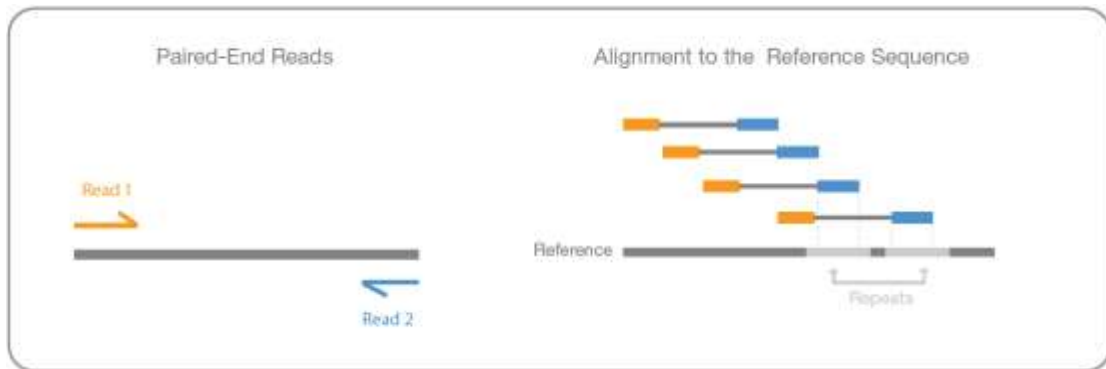 Paired-End Reads
Alignment to the Reference Sequence
Read 1
Reference
Repeats
Read 2